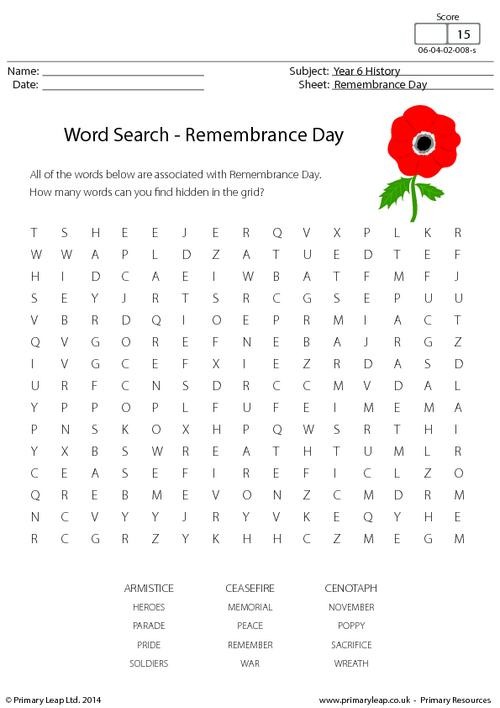 Score
15
06-04-02-008-s
Name: Subject: Year 6 History
Date: Sheet: Remembrance Day
Word Search - Remembrance Day
All of the words below are associated with Remembrance Day.
How many words can you find hidden in the grid?
T S H E E J E R Q V X P L K R
W W A P L D Z A T U E D T E F
H I D C A E I W B A T F M F J
S E Y J R T S R C G S E P U U
V B R D Q I O E P R M I A C T
Q V G O R E F N E B A J R G Z
I V G C E F X I E Z R D A S D
U R F C N S D R C C M V D A L
Y P P O P L F U F E I M E M A
P N S K O X H P Q W S R T H I
Y X B S W R E A T H T U M L R
C E A S E F I R E F I C L Z O
Q R E B M E V O N Z C M D R M
N C V Y Y J R Y V K E Q Y H E
R C G R Z Y K H H C Z M E G M
ARMISTICE CEASEFIRE CENOTAPH
HEROES MEMORIAL NOVEMBER
PARADE PEACE POPPY
PRIDE REMEMBER SACRIFICE
SOLDIERS WAR WREATH
© Primary Leap Ltd. 2014 www.primaryleap.co.uk - Primary Resources